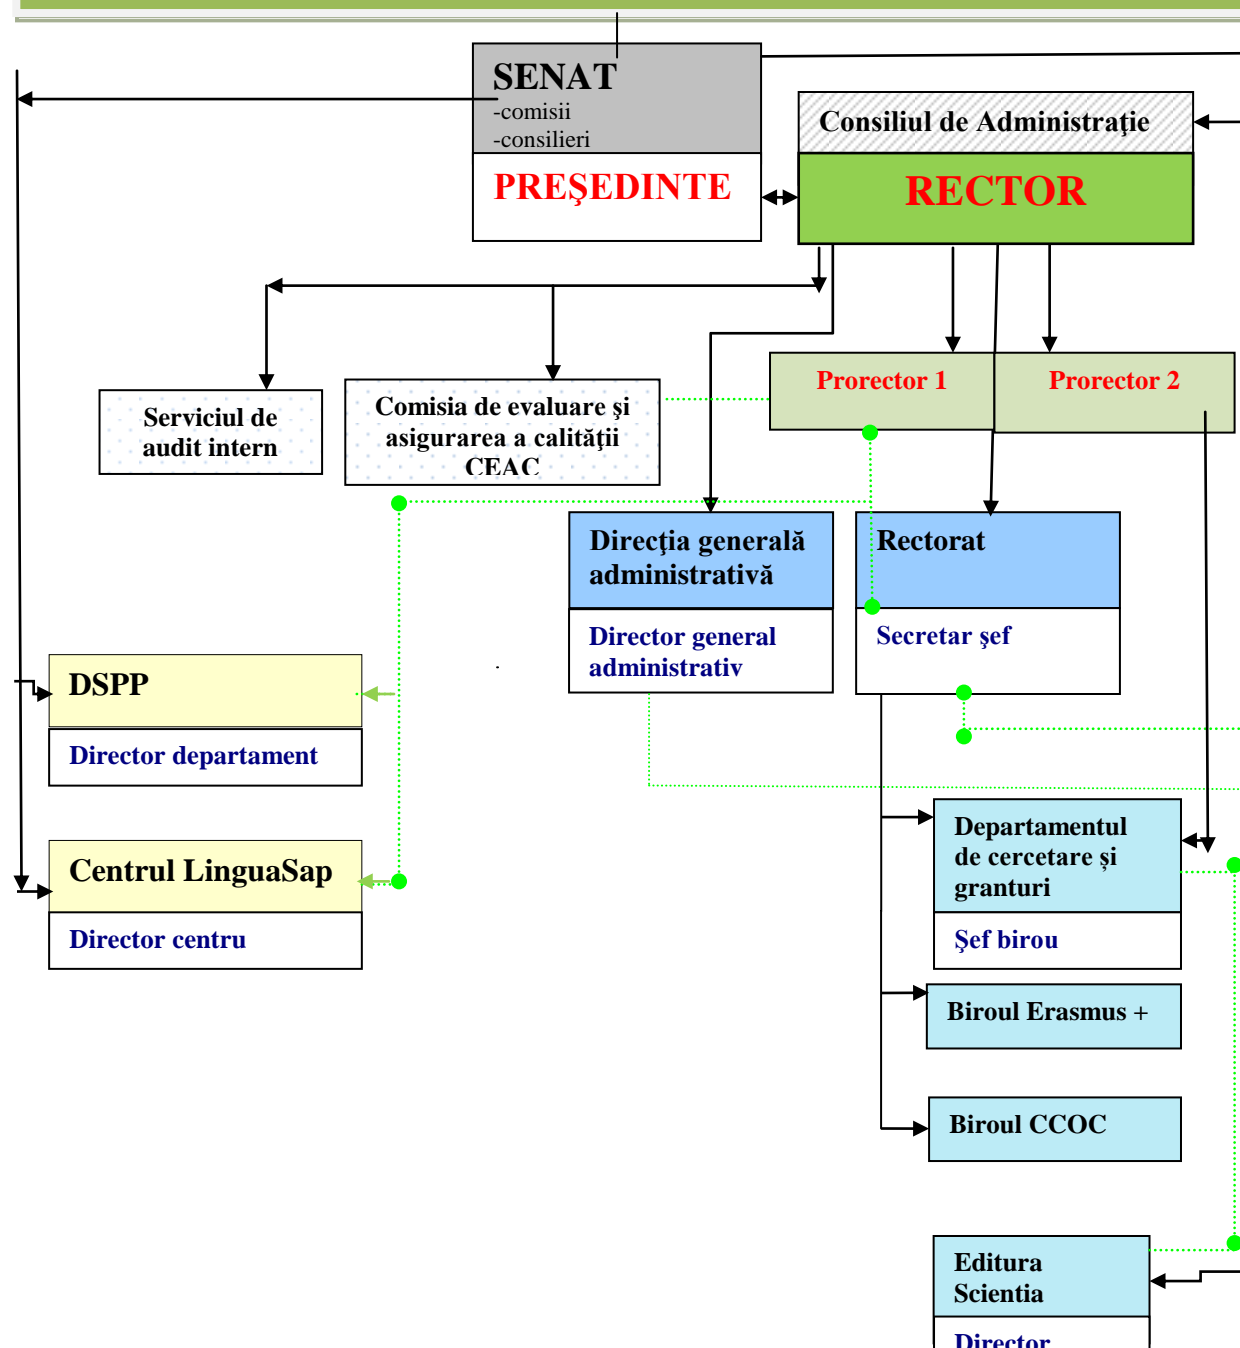 SENAT
-comisii
-consilieri
PREŞEDINTE
Consiliul de Administraţie
RECTOR
Prorector 1
Prorector 2
Serviciul de
audit intern
Comisia de evaluare şi
asigurarea a calităţii
CEAC
Direcţia generală
administrativă
Director general
administrativ
Rectorat
Secretar şef
DSPP
Director departament
Centrul LinguaSap
Director centru
Departamentul
de cercetare și
granturi
Şef birou
Biroul Erasmus +
Biroul CCOC
Editura
Scientia
Director